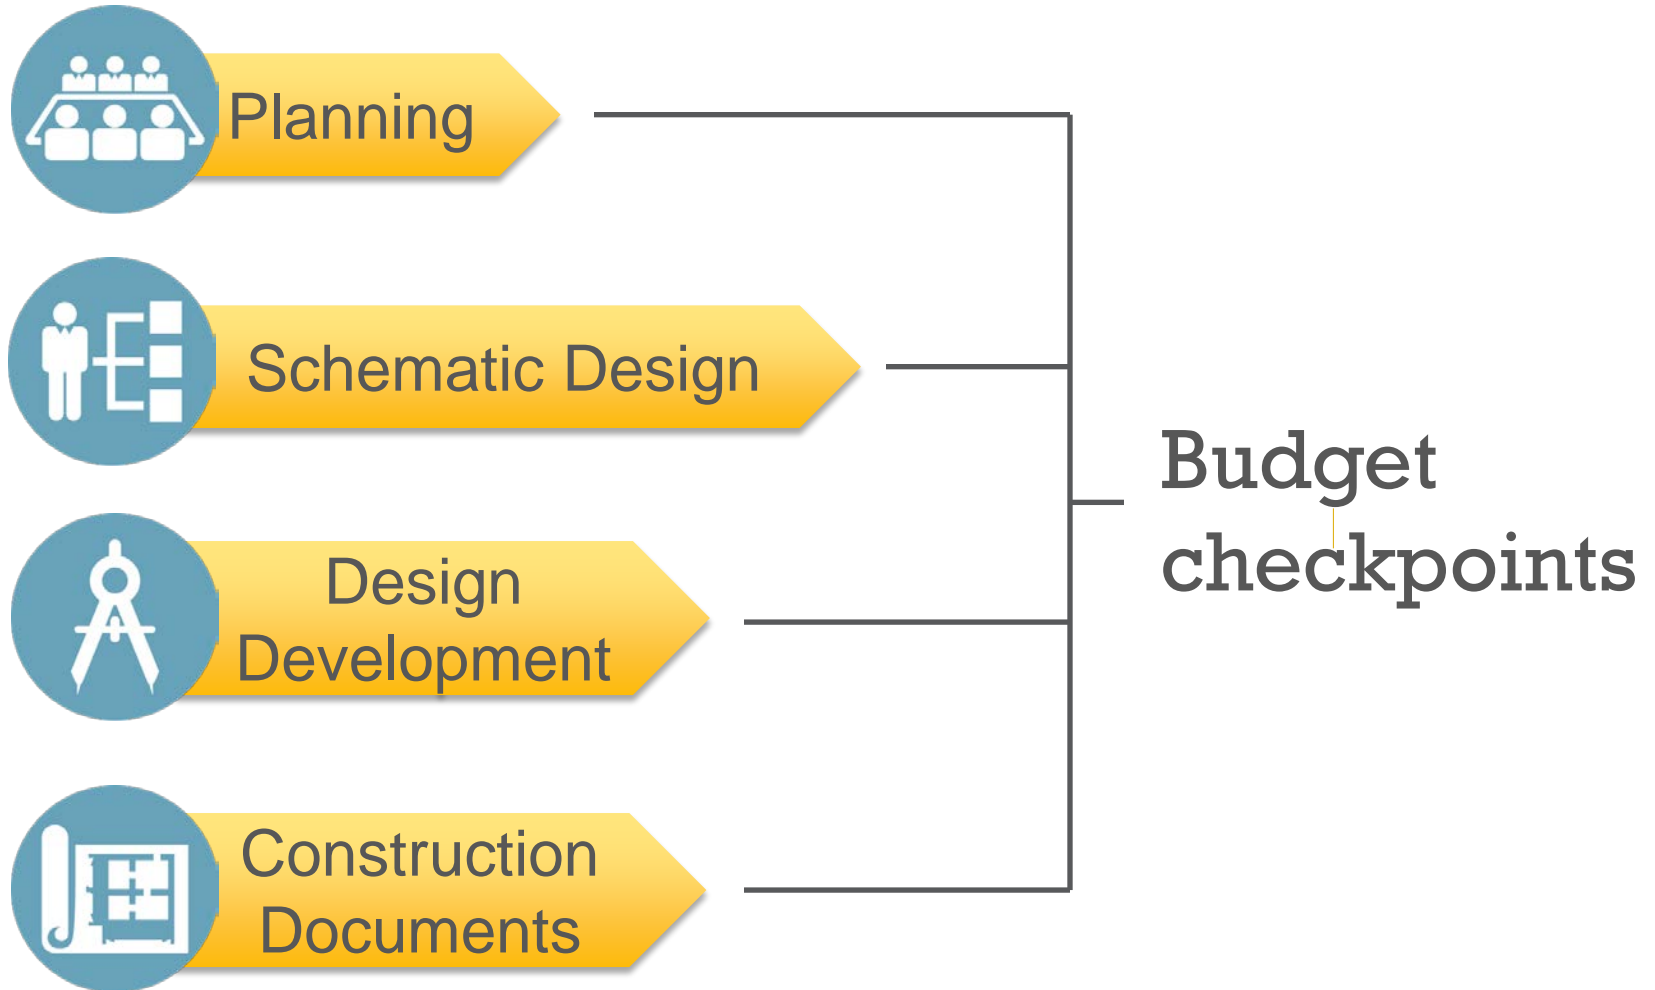 Planning
Schematic Design
Design
Development
Construction
Documents
Budget
checkpoints